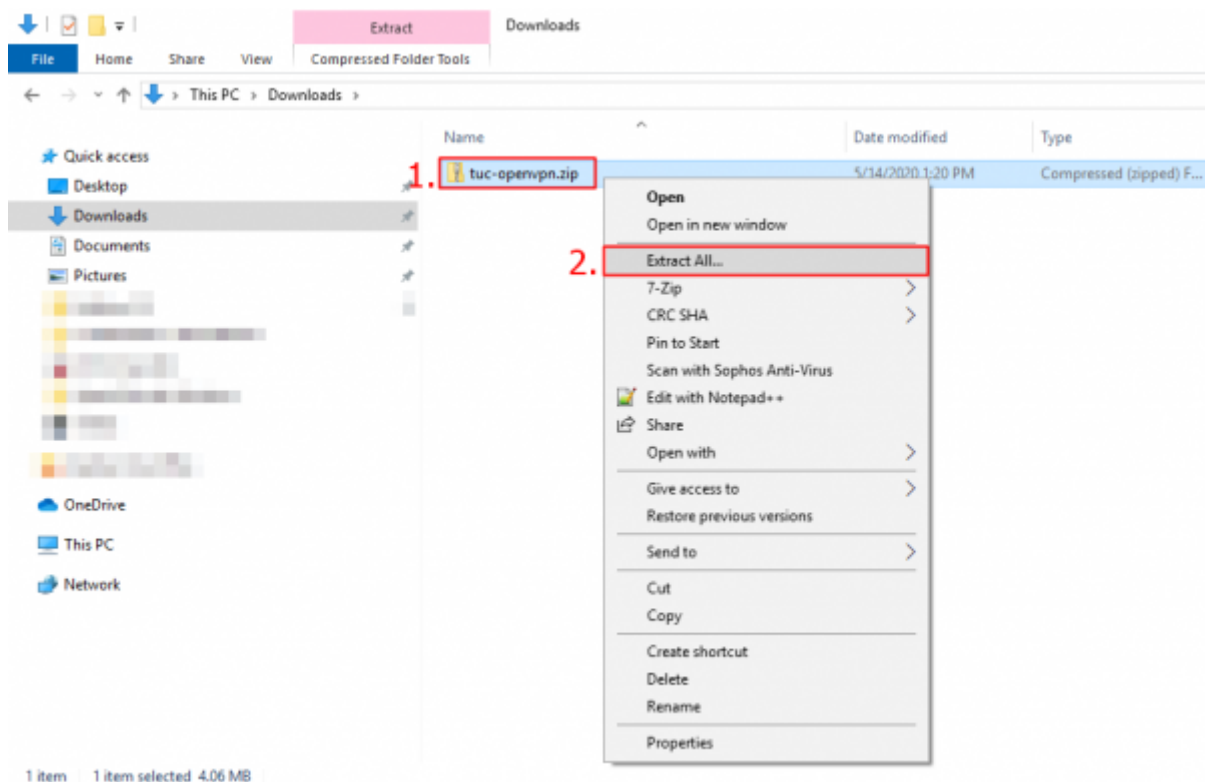 Extract
Downloads
File
Home
Share
View
Compressed Folder Tools
This PC > Downloads >
Name
Date modified
Type
Quick access
Desktop
Downloads
Documents
Pictures
OneDrive
This PC
Network
1.
tuc-openvpn.zip
5/14/2020 1:20 PM
Compressed (zipped) F...
Open
Open in new window
2.
Extract All...
7-Zip
CRC SHA
Pin to Start
Scan with Sophos Anti-Virus
Edit with Notepad++
Share
Open with
Give access to
Restore previous versions
Send to
Cut
Copy
Create shortcut
Delete
Rename
Properties
1 item
1 item selected 4.06 MB